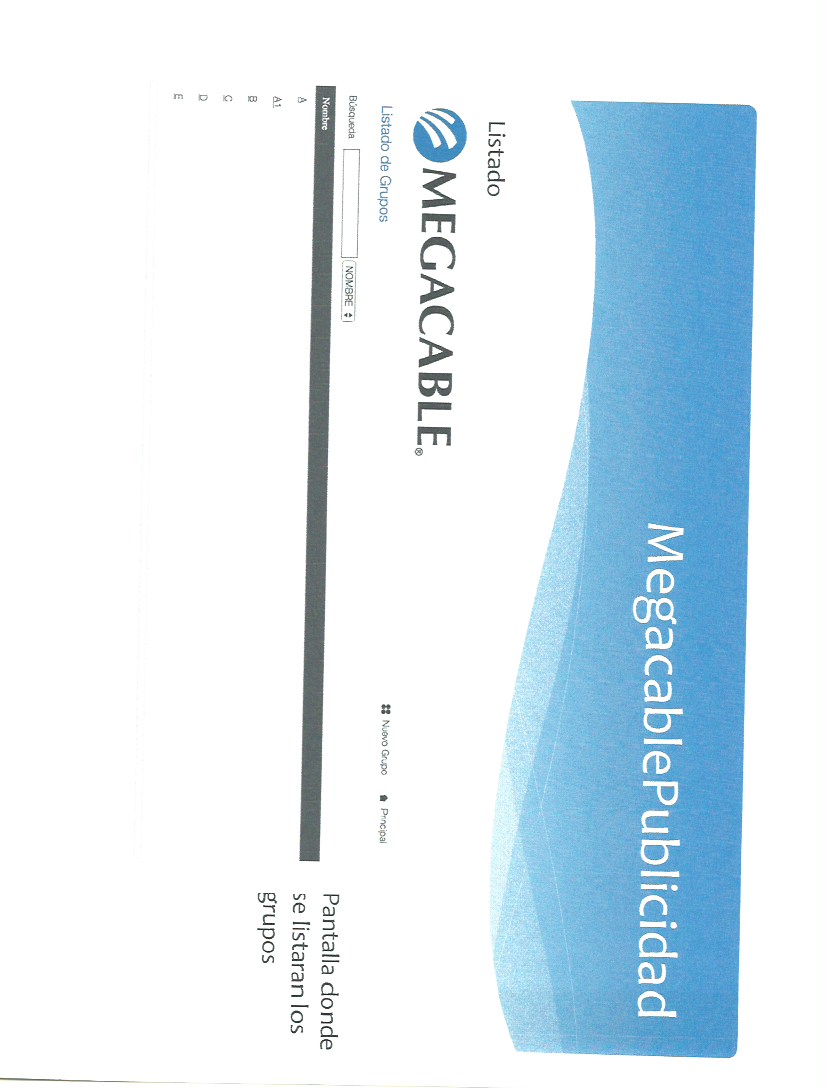 MegacablePublicidad
Listado
MEGACABLE®
Listado de Grupos
Nuevo Grupo
Principal
Búsqueda
NOMBRE
Nombre
A
A1
B
C
D
E
Pantalla donde
se listaran los
grupos